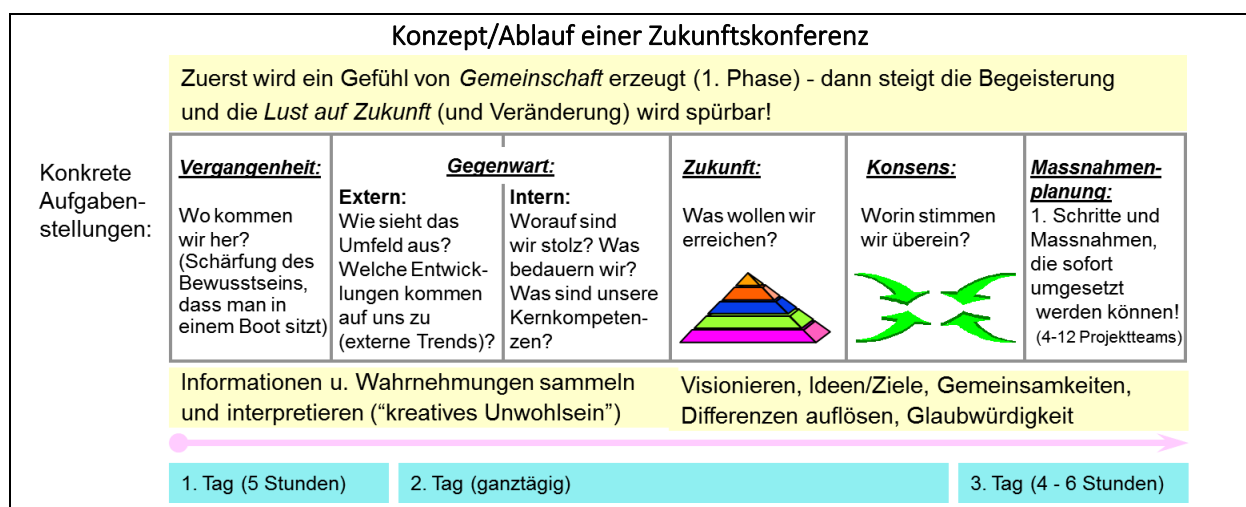 Konzept/Ablauf einer Zukunftskonferenz
Zuerst wird ein Gefühl von Gemeinschaft erzeugt (1. Phase) - dann steigt die Begeisterung
und die Lust auf Zukunft (und Veränderung) wird spürbar!
Konkrete
Aufgaben-
stellungen:
Vergangenheit:
Wo kommen
wir her?
(Schärfung des
Bewusstseins,
dass man in
einem Boot sitzt)
Gegenwart:
Extern:
Wie sieht das
Umfeld aus?
Welche Entwick-
lungen kommen
auf uns zu
(externe Trends)?
Intern:
Worauf sind
wir stolz? Was
bedauern wir?
Was sind unsere
Kernkompeten-
zen?
Zukunft:
Was wollen wir
erreichen?
Konsens:
Worin stimmen
wir überein?
Massnahmen-
planung:
1. Schritte und
Massnahmen,
die sofort
umgesetzt
werden können!
(4-12 Projektteams)
Informationen u. Wahrnehmungen sammeln
und interpretieren (“kreatives Unwohlsein”)
Visionieren, Ideen/Ziele, Gemeinsamkeiten,
Differenzen auflösen, Glaubwürdigkeit
1. Tag (5 Stunden)
2. Tag (ganztägig)
3. Tag (4 - 6 Stunden)